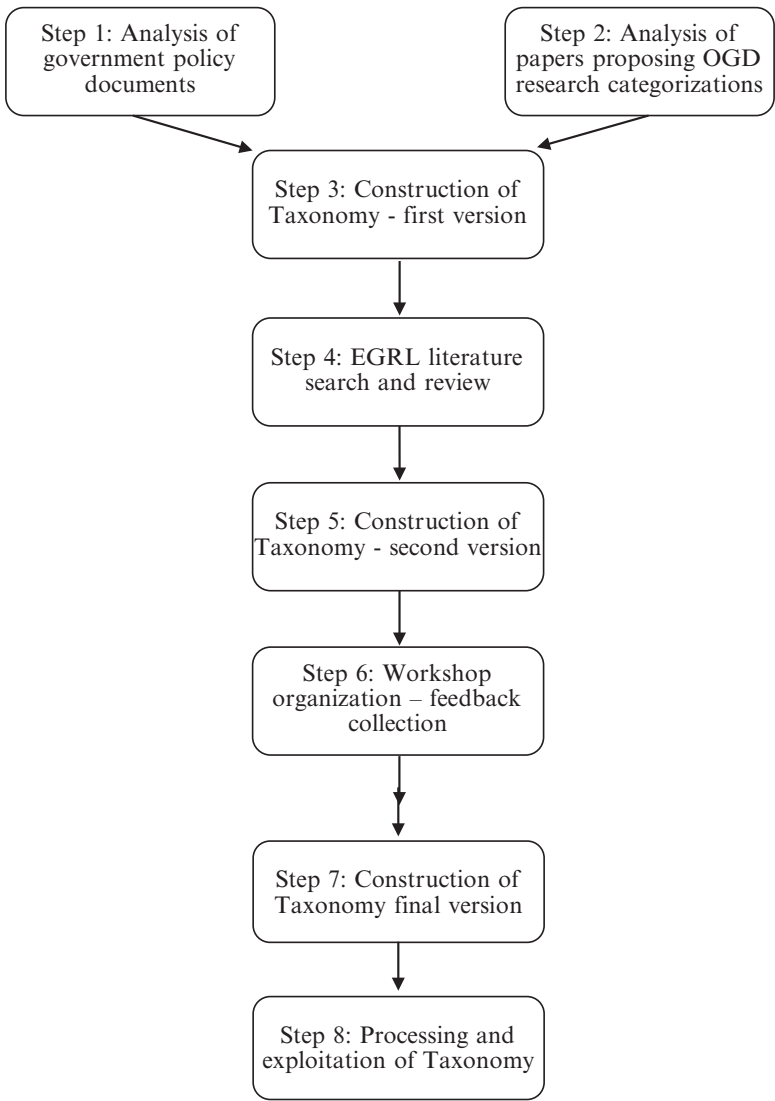 Step 1: Analysis of
government policy
documents
Step 2: Analysis of
papers proposing OGD
research categorizations
Step 3: Construction of
Taxonomy - first version
Step 4: EGRL literature
search and review
Step 5: Construction of
Taxonomy - second version
Step 6: Workshop
organization – feedback
collection
Step 7: Construction of
Taxonomy final version
Step 8: Processing and
exploitation of Taxonomy